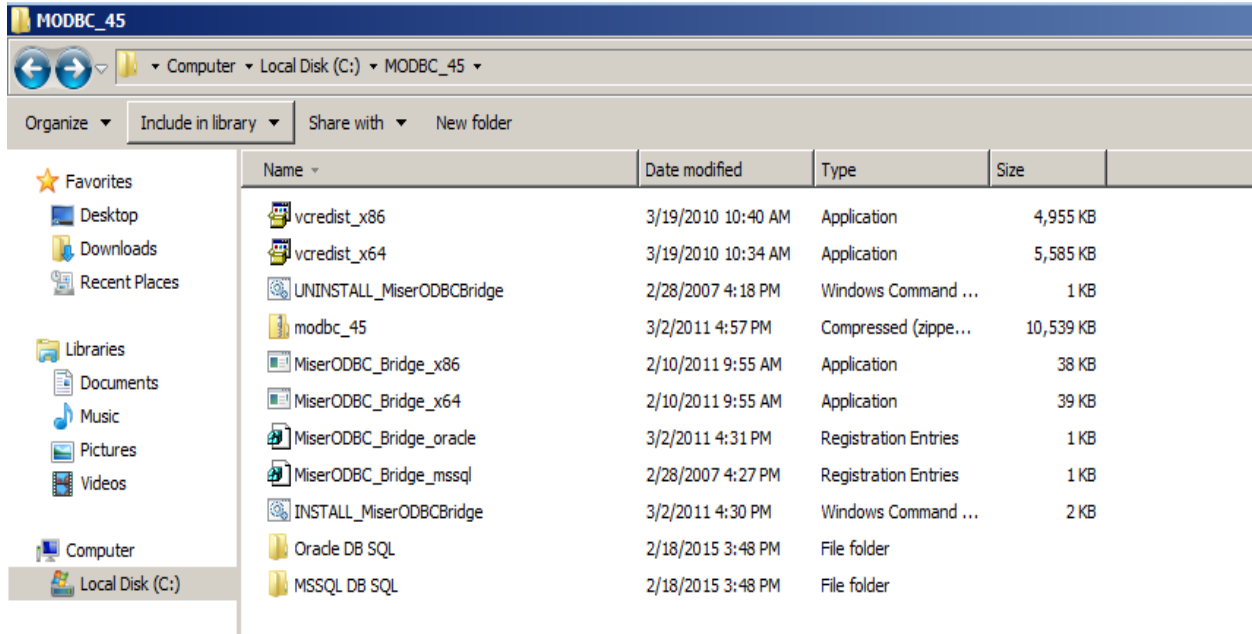 MODBC_45
Computer Local Disk (C:) MODBC_45
Organize Include in library Share with New folder
Favorites
Desktop
Downloads
Recent Places
Libraries
Documents
Music
Pictures
Videos
Computer
Local Disk (C:)
Name Date modified Type Size
vcredist_x86 3/19/2010 10:40 AM Application 4,955 KB
vcredist_x64 3/19/2010 10:34 AM Application 5,585 KB
UNINSTALL_MiserODBCBridge 2/28/2007 4:18 PM Windows Command ... 1 KB
modbc_45 3/2/2011 4:57 PM Compressed (zippe... 10,539 KB
MiserODBC_Bridge_x86 2/10/2011 9:55 AM Application 38 KB
MiserODBC_Bridge_x64 2/10/2011 9:55 AM Application 39 KB
MiserODBC_Bridge_oracle 3/2/2011 4:31 PM Registration Entries 1 KB
MiserODBC_Bridge_mssql 2/28/2007 4:27 PM Registration Entries 1 KB
INSTALL_MiserODBCBridge 3/2/2011 4:30 PM Windows Command ... 2 KB
Oracle DB SQL 2/18/2015 3:48 PM File folder
MSSQL DB SQL 2/18/2015 3:48 PM File folder